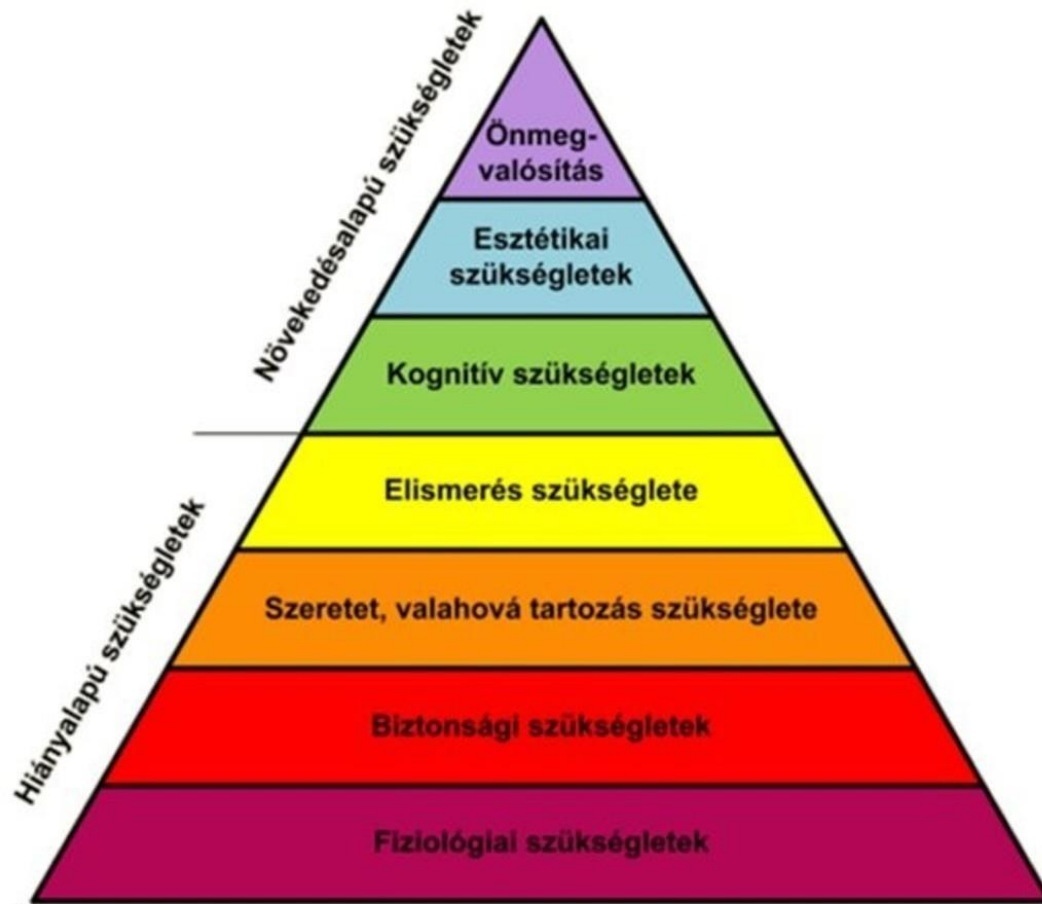 Növekedésalapú szükségletek
Önmeg-
valósítás
Esztétikai
szükségletek
Kognitív szükségletek
Hiányalapú szükségletek
Elismerés szükséglete
Szeretet, valahová tartozás szükséglete
Biztonsági szükségletek
Fiziológiai szükségletek